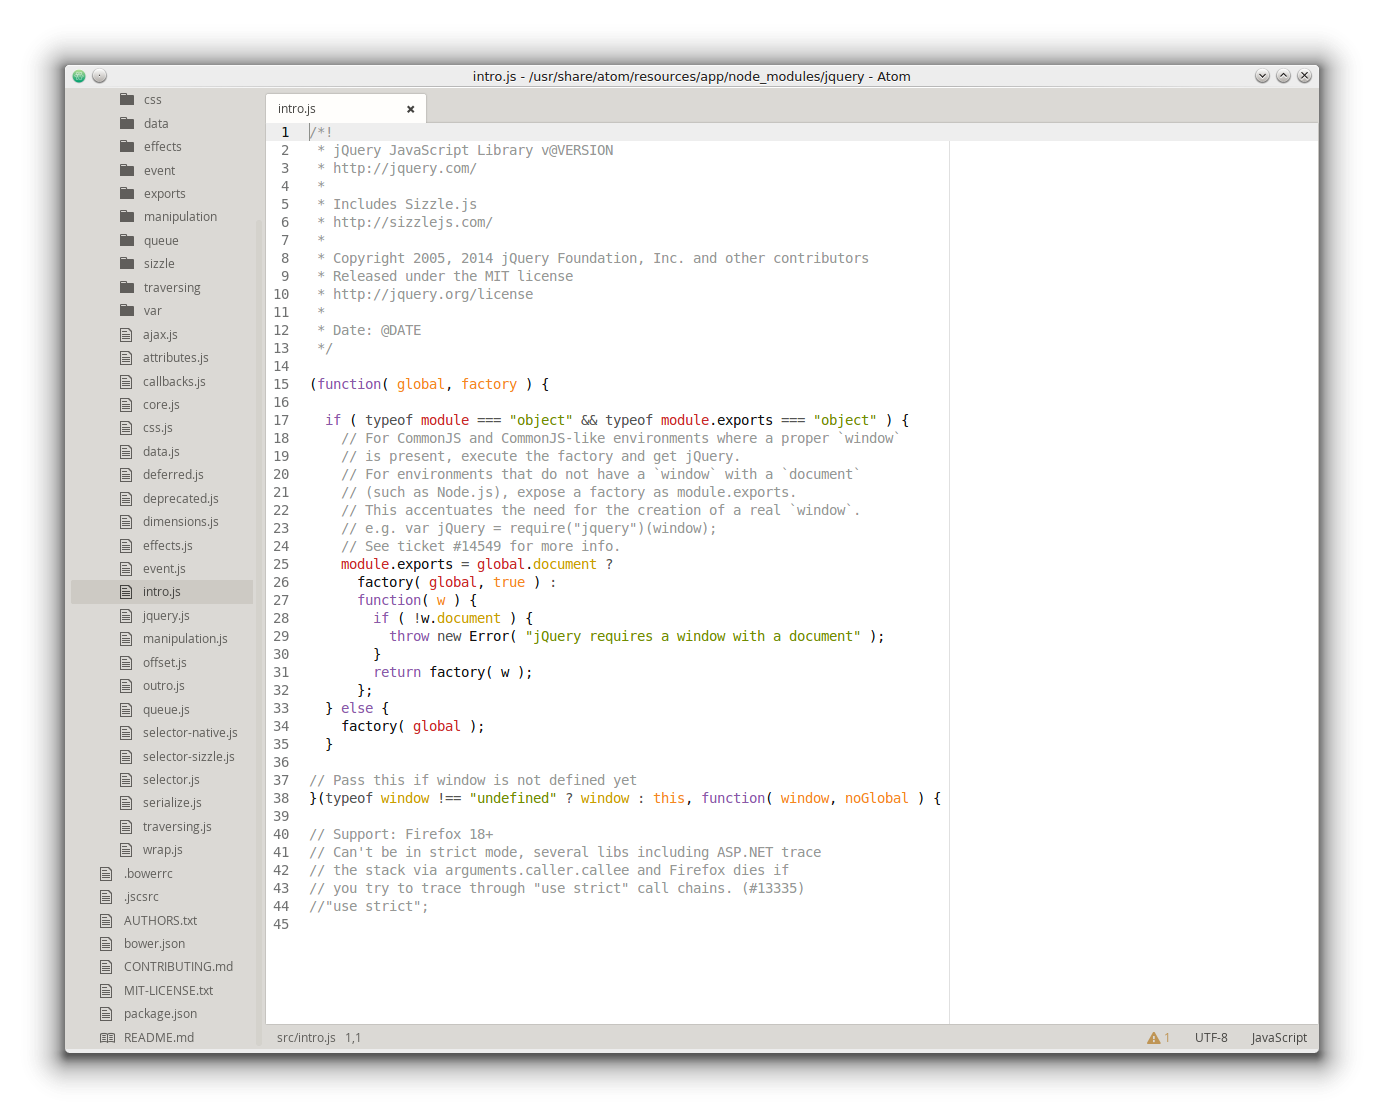 intro.js - /usr/share/atom/resources/app/node_modules/jquery - Atom
css
data
effects
event
exports
manipulation
queue
sizzle
traversing
var
ajax.js
attributes.js
callbacks.js
core.js
css.js
data.js
deferred.js
deprecated.js
dimensions.js
effects.js
event.js
intro.js
jquery.js
manipulation.js
offset.js
outro.js
queue.js
selector-native.js
selector-sizzle.js
selector.js
serialize.js
traversing.js
wrap.js
.bowerrc
.jscsrc
AUTHORS.txt
bower.json
CONTRIBUTING.md
MIT-LICENSE.txt
package.json
README.md
intro.js
1 /*!
2  * jQuery JavaScript Library v@VERSION
3  * http://jquery.com/
4  *
5  * Includes Sizzle.js
6  * http://sizzlejs.com/
7  *
8  * Copyright 2005, 2014 jQuery Foundation, Inc. and other contributors
9  * Released under the MIT license
10  * http://jquery.org/license
11  *
12  * Date: @DATE
13  */
14
15 (function( global, factory ) {
16
17   if ( typeof module === "object" && typeof module.exports === "object" ) {
18     // For CommonJS and CommonJS-like environments where a proper `window`
19     // is present, execute the factory and get jQuery.
20     // For environments that do not have a `window` with a `document`
21     // (such as Node.js), expose a factory as module.exports.
22     // This accentuates the need for the creation of a real `window`.
23     // e.g. var jQuery = require("jquery")(window);
24     // See ticket #14549 for more info.
25     module.exports = global.document ?
26       factory( global, true ) :
27       function( w ) {
28         if ( !w.document ) {
29           throw new Error( "jQuery requires a window with a document" );
30         }
31         return factory( w );
32       };
33   } else {
34     factory( global );
35   }
36
37 // Pass this if window is not defined yet
38 }(typeof window !== "undefined" ? window : this, function( window, noGlobal ) {
39
40 // Support: Firefox 18+
41 // Can't be in strict mode, several libs including ASP.NET trace
42 // the stack via arguments.caller.callee and Firefox dies if
43 // you try to trace through "use strict" call chains. (#13335)
44 //"use strict";
45
src/intro.js 1,1
1 UTF-8 JavaScript